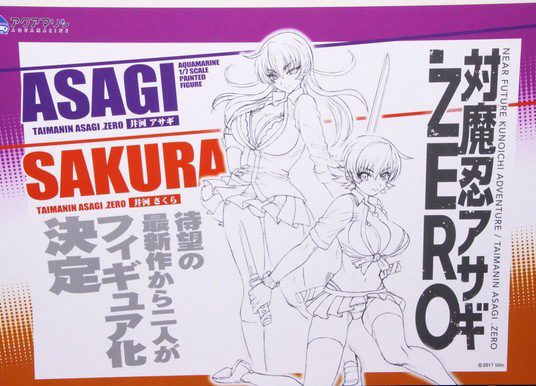 アクアマリン
AQUAMARINE
ASAGI
AQUAMARINE
1/7 SCALE
PAINTED
FIGURE
TAIMANIN ASAGI .ZERO 井河 アサギ
SAKURA
TAIMANIN ASAGI .ZERO 井河 さくら
待望の
最新作から二人が
フィギュア化
決定
NEAR FUTURE KUNOICHI ADVENTURE / TAIMANIN ASAGI .ZERO
対魔忍アサギ
ZERO
©2017 lilith